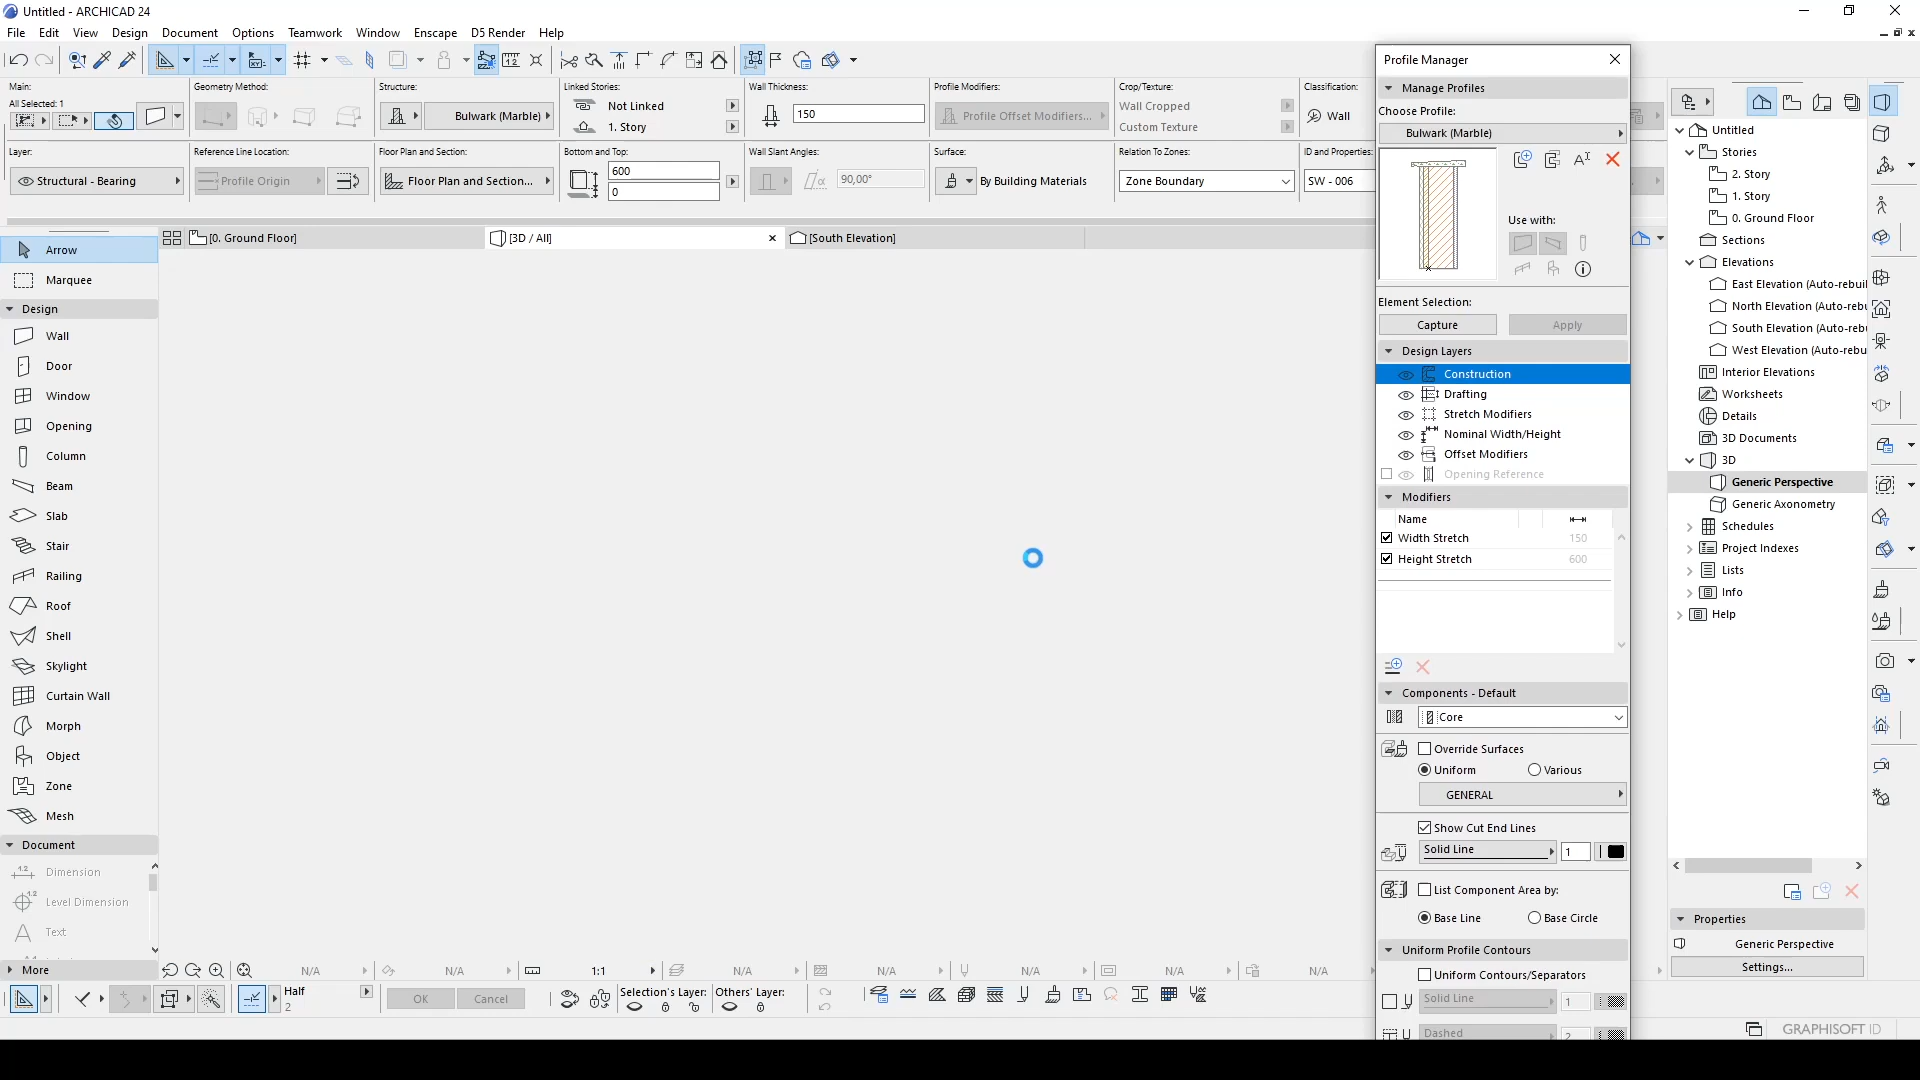 Untitled - ARCHICAD 24
File Edit View Design Document Options Teamwork Window Enscape D5 Render Help
Main:
All Selected: 1
Geometry Method:
Structure:
Bulwark (Marble)
Linked Stories:
Not Linked
1. Story
Wall Thickness:
150
Profile Modifiers:
Profile Offset Modifiers...
Crop/Texture:
Wall Cropped
Custom Texture
Classification:
Wall
Layer:
Structural - Bearing
Reference Line Location:
Profile Origin
Floor Plan and Section:
Floor Plan and Section...
Bottom and Top:
600
0
Wall Slant Angles:
90,00°
Surface:
By Building Materials
Relation To Zones:
Zone Boundary
ID and Properties:
SW - 006
[0. Ground Floor]
[3D / All]
[South Elevation]
Arrow
Marquee
Design
Wall
Door
Window
Opening
Column
Beam
Slab
Stair
Railing
Roof
Shell
Skylight
Curtain Wall
Morph
Object
Zone
Mesh
Document
Dimension
Level Dimension
Text
More
Profile Manager
Manage Profiles
Choose Profile:
Bulwark (Marble)
Use with:
Element Selection:
Capture
Apply
Design Layers
Construction
Drafting
Stretch Modifiers
Nominal Width/Height
Offset Modifiers
Opening Reference
Modifiers
Name
Width Stretch 150
Height Stretch 600
Components - Default
Core
Override Surfaces
Uniform Various
GENERAL
Show Cut End Lines
Solid Line 1
List Component Area by:
Base Line Base Circle
Uniform Profile Contours
Uniform Contours/Separators
Solid Line 1
Dashed 2
Untitled
Stories
2. Story
1. Story
0. Ground Floor
Sections
Elevations
East Elevation (Auto-rebuil
North Elevation (Auto-rebu
South Elevation (Auto-rebu
West Elevation (Auto-rebu
Interior Elevations
Worksheets
Details
3D Documents
3D
Generic Perspective
Generic Axonometry
Schedules
Project Indexes
Lists
Info
Help
Properties
Generic Perspective
Settings...
N/A N/A 1:1 N/A N/A N/A N/A N/A
Half
2
OK Cancel
Selection's Layer: Others' Layer:
GRAPHISOFT ID